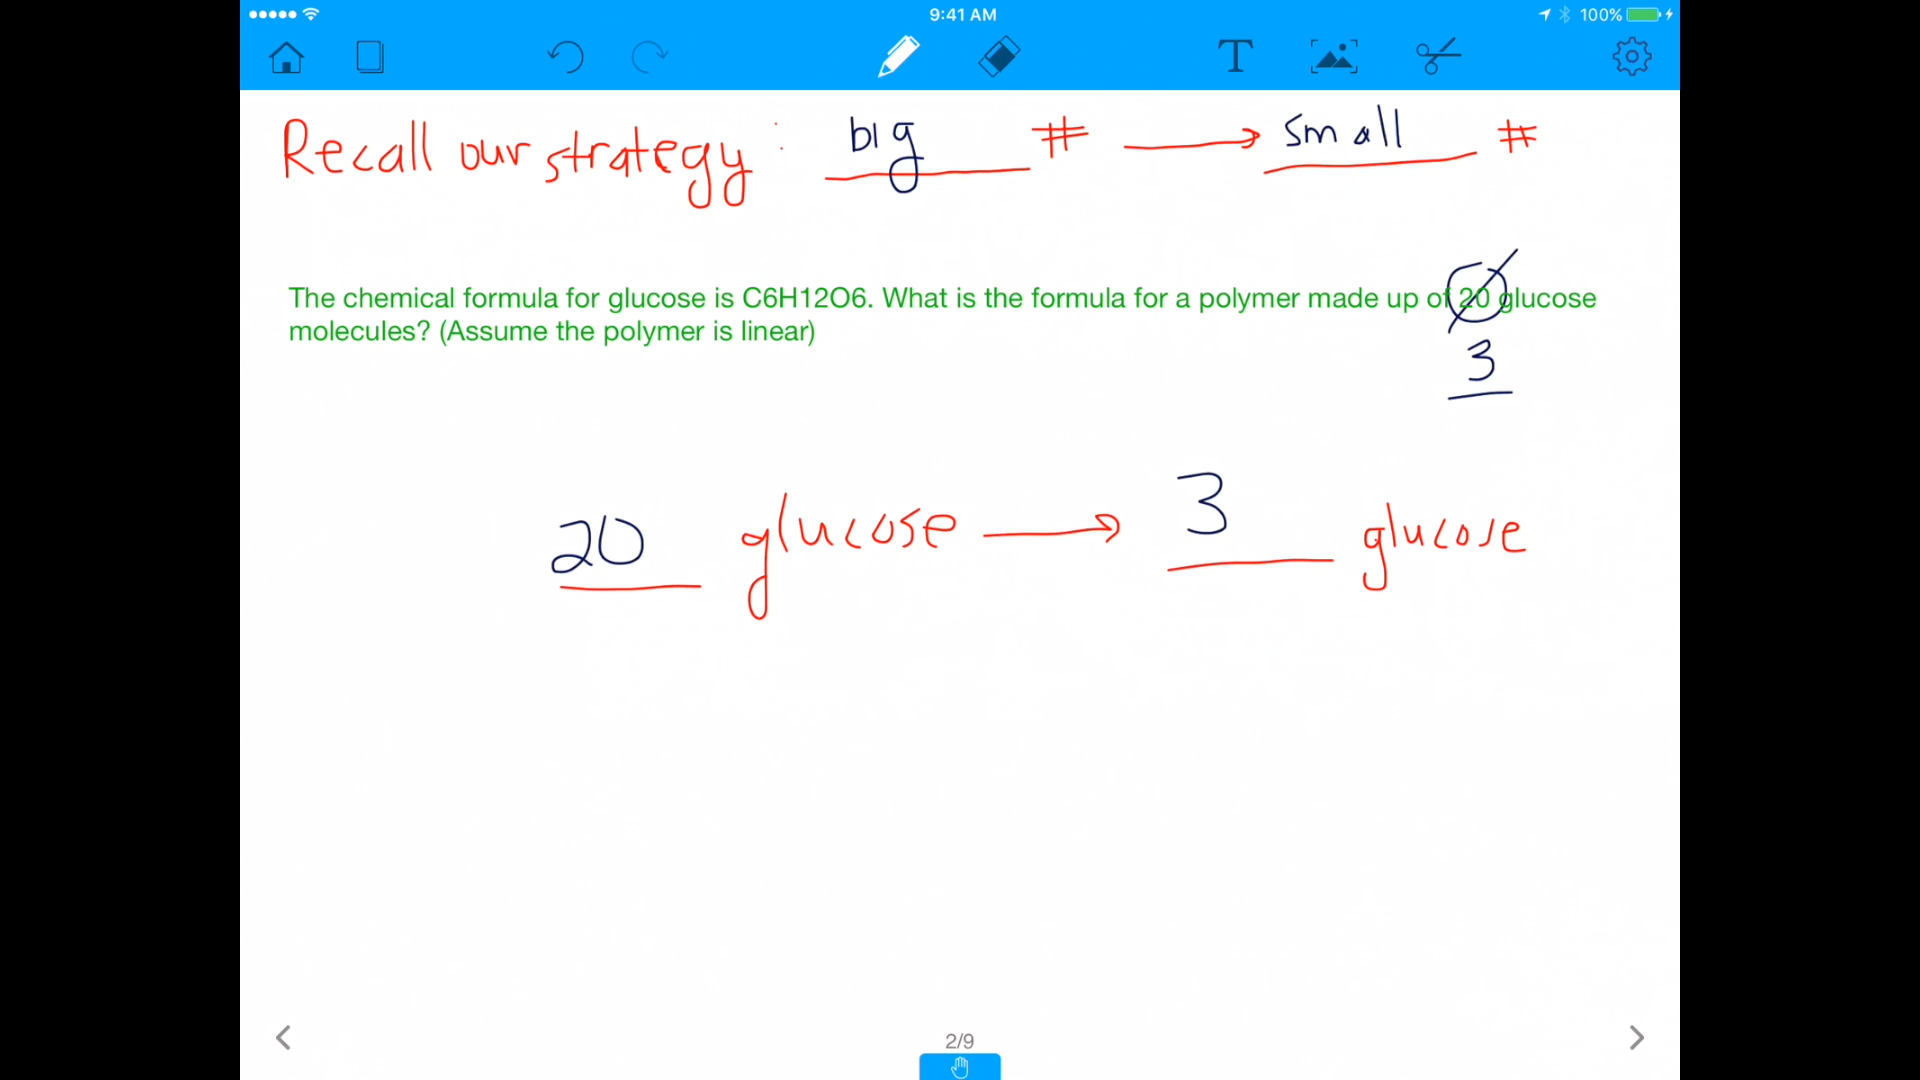 9:41 AM
100%
T
Recall our strategy : big # → small #
The chemical formula for glucose is C6H12O6. What is the formula for a polymer made up of 20 glucose
molecules? (Assume the polymer is linear)
3
20 glucose → 3 glucose
2/9